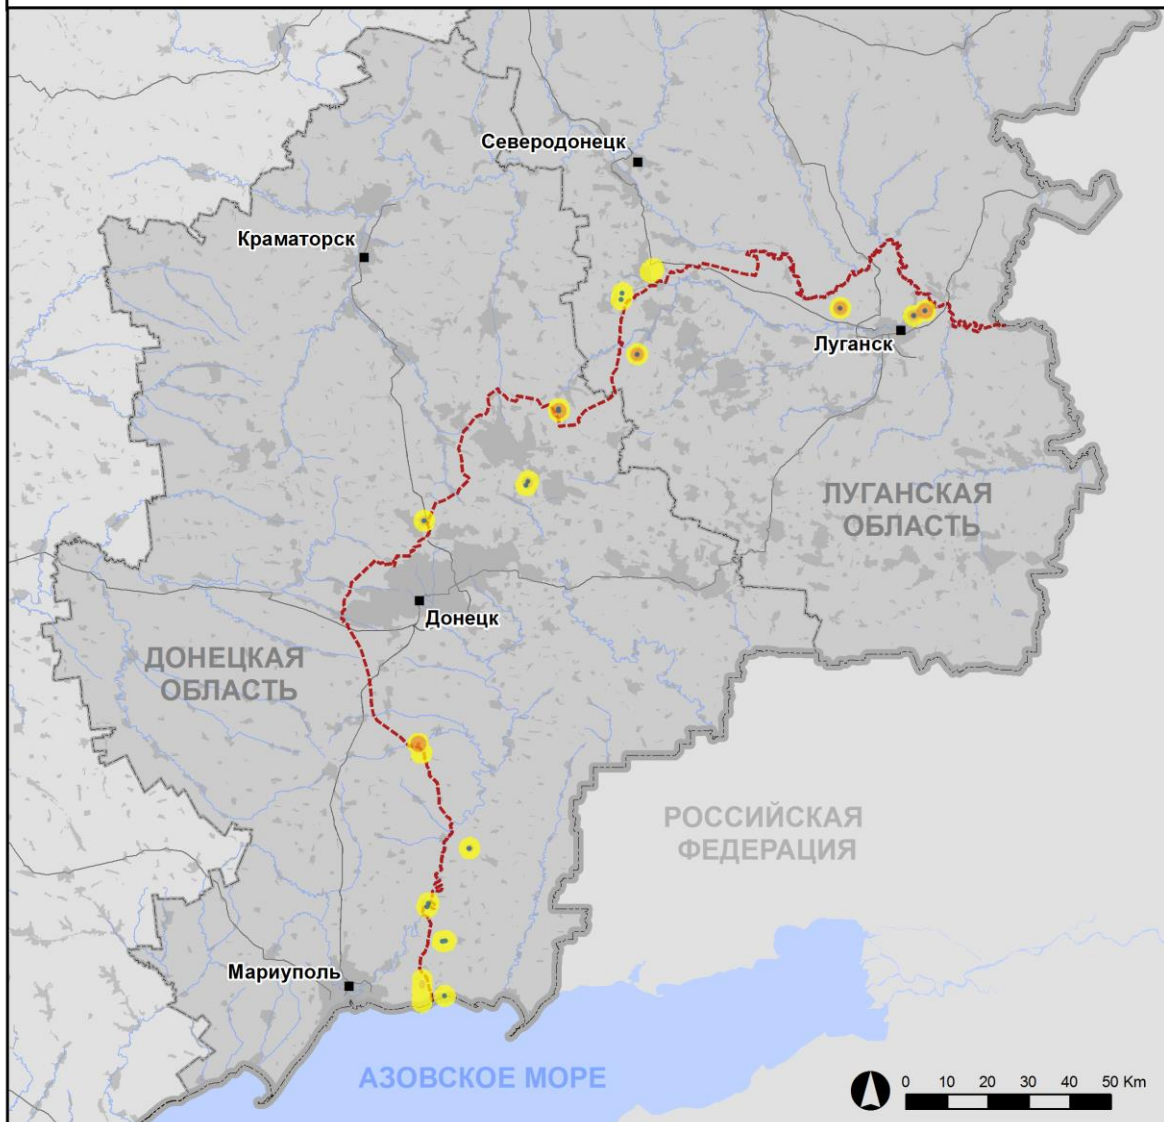 Северодонецк
Краматорск
Луганск
ЛУГАНСКАЯ
ОБЛАСТЬ
Донецк
ДОНЕЦКАЯ
ОБЛАСТЬ
РОССИЙСКАЯ
ФЕДЕРАЦИЯ
Мариуполь
АЗОВСКОЕ МОРЕ
0 10 20 30 40 50 Km